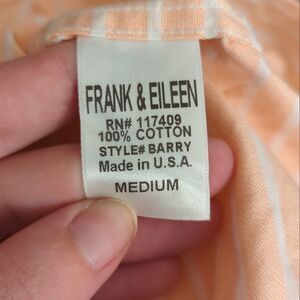 FRANK & EILEEN
RN# 117409
100% COTTON
STYLE# BARRY
Made in U.S.A.
MEDIUM